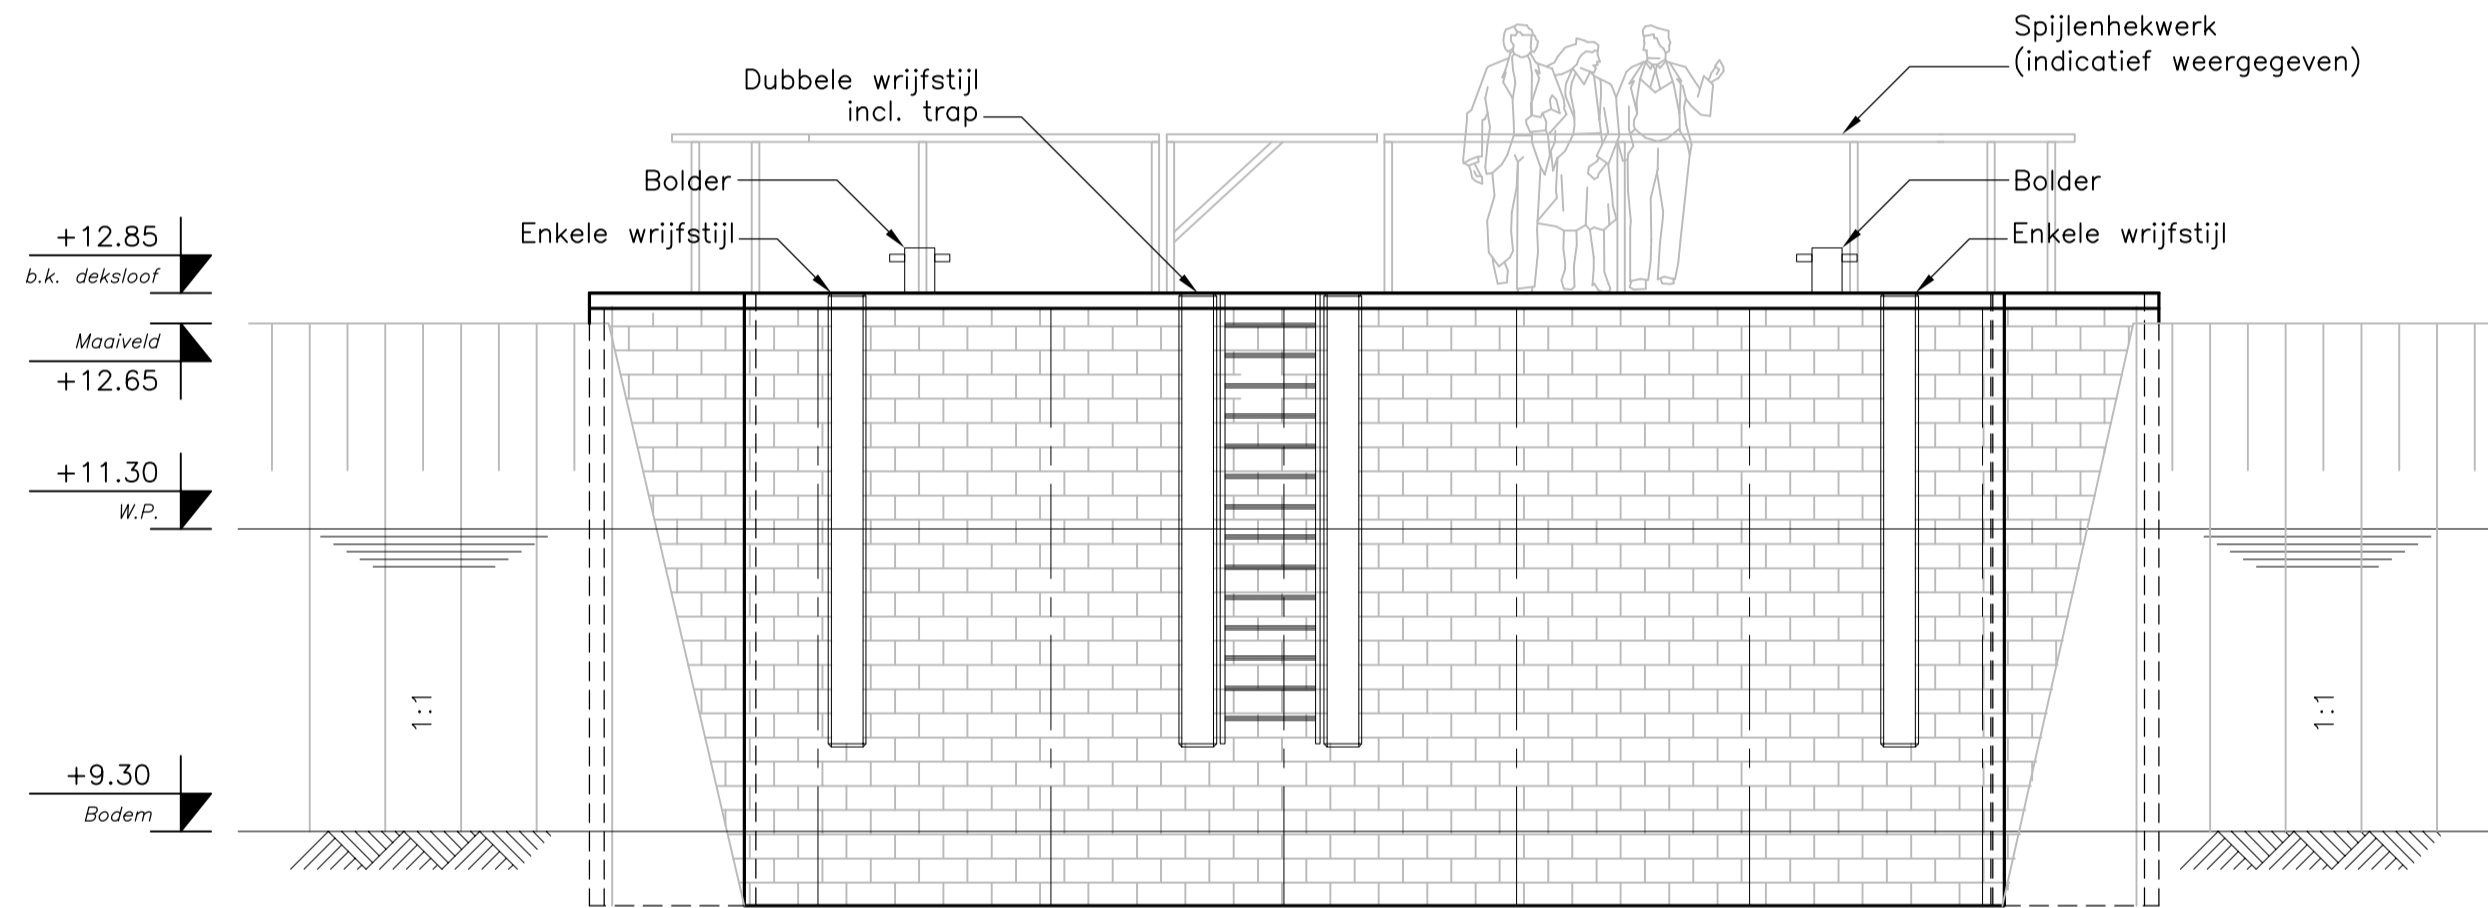 Spijlenhekwerk
(indicatief weergegeven)
Dubbele wrijfstijl
incl. trap
Bolder
Bolder
Enkele wrijfstijl
Enkele wrijfstijl
+12.85
b.k. deksloof
Maaiveld
+12.65
+11.30
W.P.
1:1
1:1
+9.30
Bodem